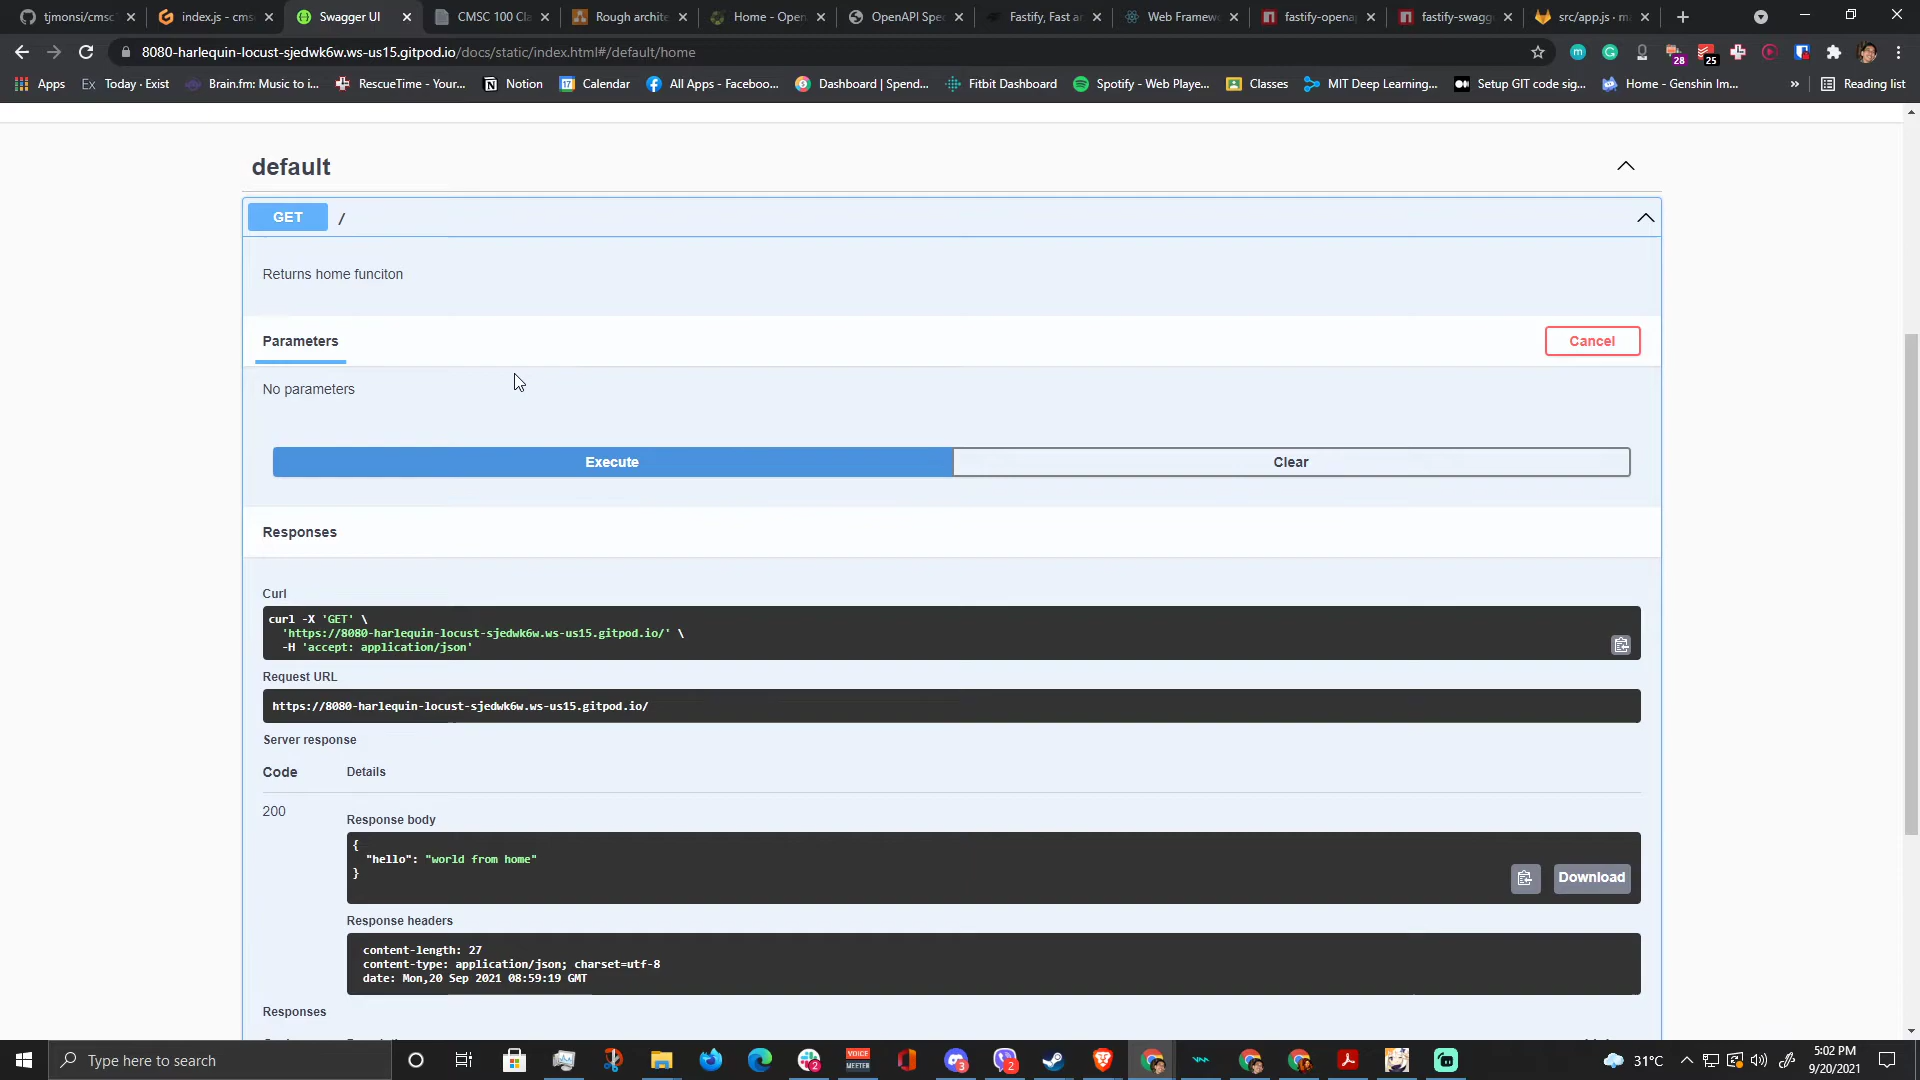 tjmonsi/cmsc
index.js - cms
Swagger UI
CMSC 100 Cla
Rough archite
Home - Open
OpenAPI Spe
Fastify, Fast a
Web Framew
fastify-opena
fastify-swagg
src/app.js · m
8080-harlequin-locust-sjedwk6w.ws-us15.gitpod.io/docs/static/index.html#/default/home
28
25
Apps
Ex Today · Exist
Brain.fm: Music to i...
RescueTime - Your...
Notion
Calendar
All Apps - Faceboo...
Dashboard | Spend...
Fitbit Dashboard
Spotify - Web Playe...
Classes
MIT Deep Learning...
Setup GIT code sig...
Home - Genshin Im...
»
Reading list
default
GET /
Returns home funciton
Parameters
Cancel
No parameters
Execute
Clear
Responses
Curl
curl -X 'GET' \
'https://8080-harlequin-locust-sjedwk6w.ws-us15.gitpod.io/' \
-H 'accept: application/json'
Request URL
https://8080-harlequin-locust-sjedwk6w.ws-us15.gitpod.io/
Server response
Code Details
200
Response body
{
"hello": "world from home"
}
Download
Response headers
content-length: 27
content-type: application/json; charset=utf-8
date: Mon,20 Sep 2021 08:59:19 GMT
Responses
Type here to search
VOICE
MEETER
31°C
5:02 PM
9/20/2021